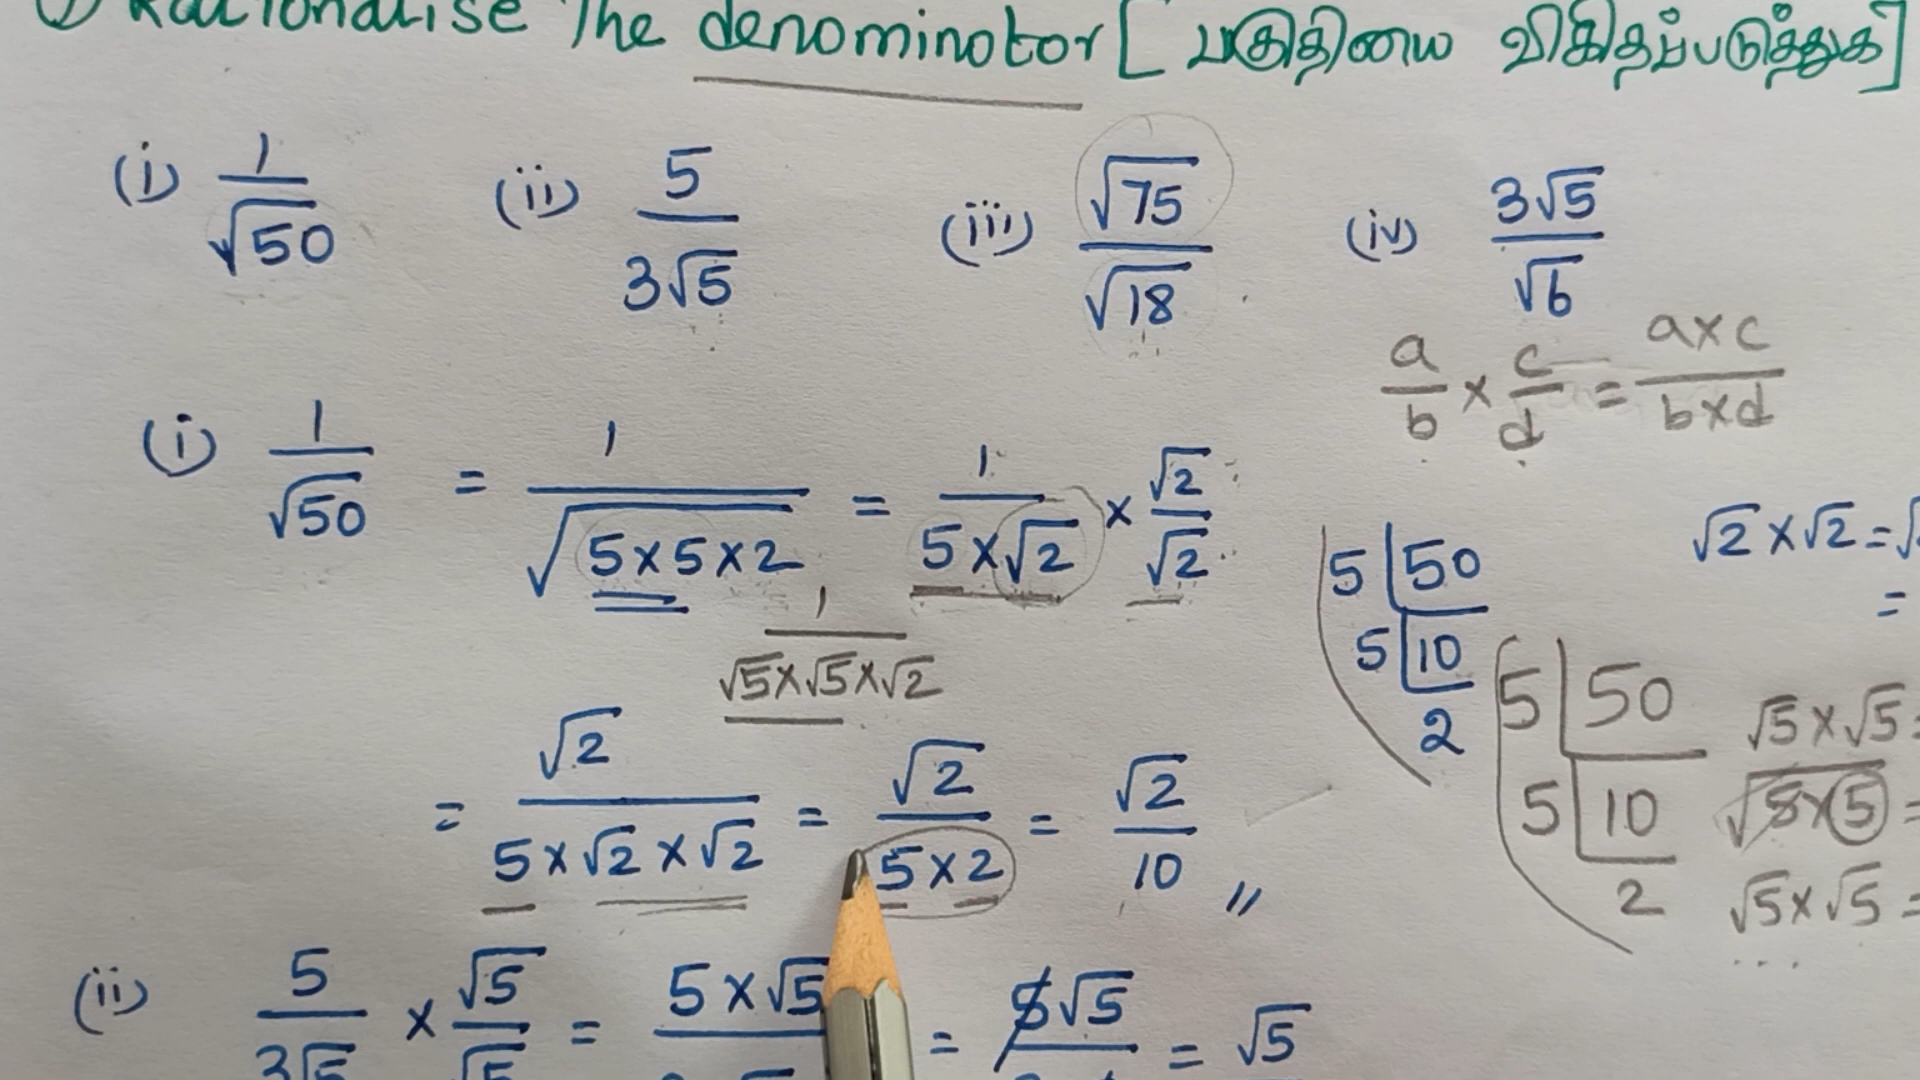 Rationalise The denominator [பகுதியை விகிதப்படுத்துக]
(i) 1/√50 (ii) 5/3√5 (iii) √75/√18 (iv) 3√5/√6
a/b × c/d = a×c/b×d
(i) 1/√50 = 1/√5×5×2 = 1/5×√2 × √2/√2
1/√5×√5×√2
√2×√2=√
=
5 50
5 10
2
5 50
5 10
2
√5×√5=
√5×5 =
√5×√5 =
= √2/5×√2×√2 = √2/5×2 = √2/10 //
(ii) 5/3√5 × √5/√5 = 5×√5 = 5√5 = √5